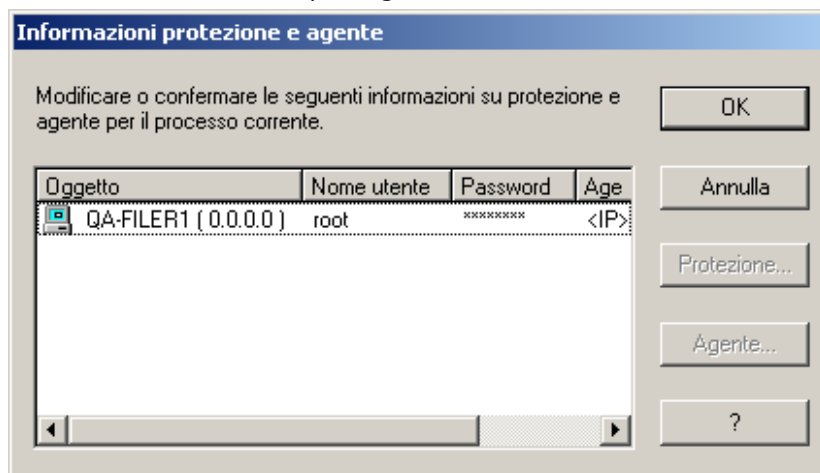 Informazioni protezione e agente
Modificare o confermare le seguenti informazioni su protezione e
agente per il processo corrente.
OK
Oggetto Nome utente Password Age
QA-FILER1 ( 0.0.0.0 ) root ×××××××× <IP>
Annulla
Protezione...
Agente...
?